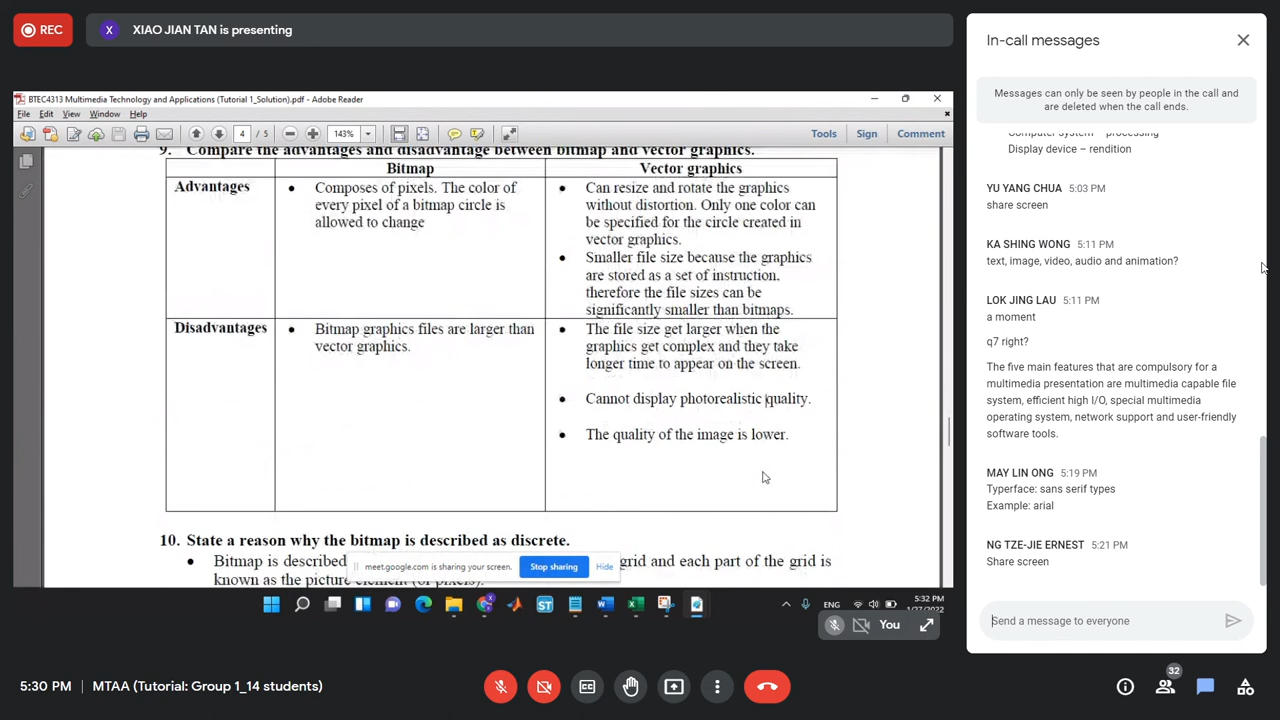 REC
X
XIAO JIAN TAN is presenting
BTEC4313 Multimedia Technology and Applications (Tutorial 1_Solution).pdf - Adobe Reader
File Edit View Window Help
4 / 5
143%
Tools Sign Comment
9. Compare the advantages and disadvantage between bitmap and vector graphics.
Bitmap
Vector graphics
Advantages
• Composes of pixels. The color of
every pixel of a bitmap circle is
allowed to change
• Can resize and rotate the graphics
without distortion. Only one color can
be specified for the circle created in
vector graphics.
• Smaller file size because the graphics
are stored as a set of instruction,
therefore the file sizes can be
significantly smaller than bitmaps.
Disadvantages
• Bitmap graphics files are larger than
vector graphics.
• The file size get larger when the
graphics get complex and they take
longer time to appear on the screen.
• Cannot display photorealistic quality.
• The quality of the image is lower.
10. State a reason why the bitmap is described as discrete.
• Bitmap is described
grid and each part of the grid is
known as the picture element (or pixels).
meet.google.com is sharing your screen.
Stop sharing
Hide
ST
ENG
5:32 PM
1/27/2022
You
In-call messages
Messages can only be seen by people in the call and
are deleted when the call ends.
Computer system – processing
Display device – rendition
YU YANG CHUA 5:03 PM
share screen
KA SHING WONG 5:11 PM
text, image, video, audio and animation?
LOK JING LAU 5:11 PM
a moment
q7 right?
The five main features that are compulsory for a
multimedia presentation are multimedia capable file
system, efficient high I/O, special multimedia
operating system, network support and user-friendly
software tools.
MAY LIN ONG 5:19 PM
Typeface: sans serif types
Example: arial
NG TZE-JIE ERNEST 5:21 PM
Share screen
Send a message to everyone
5:30 PM
MTAA (Tutorial: Group 1_14 students)
32